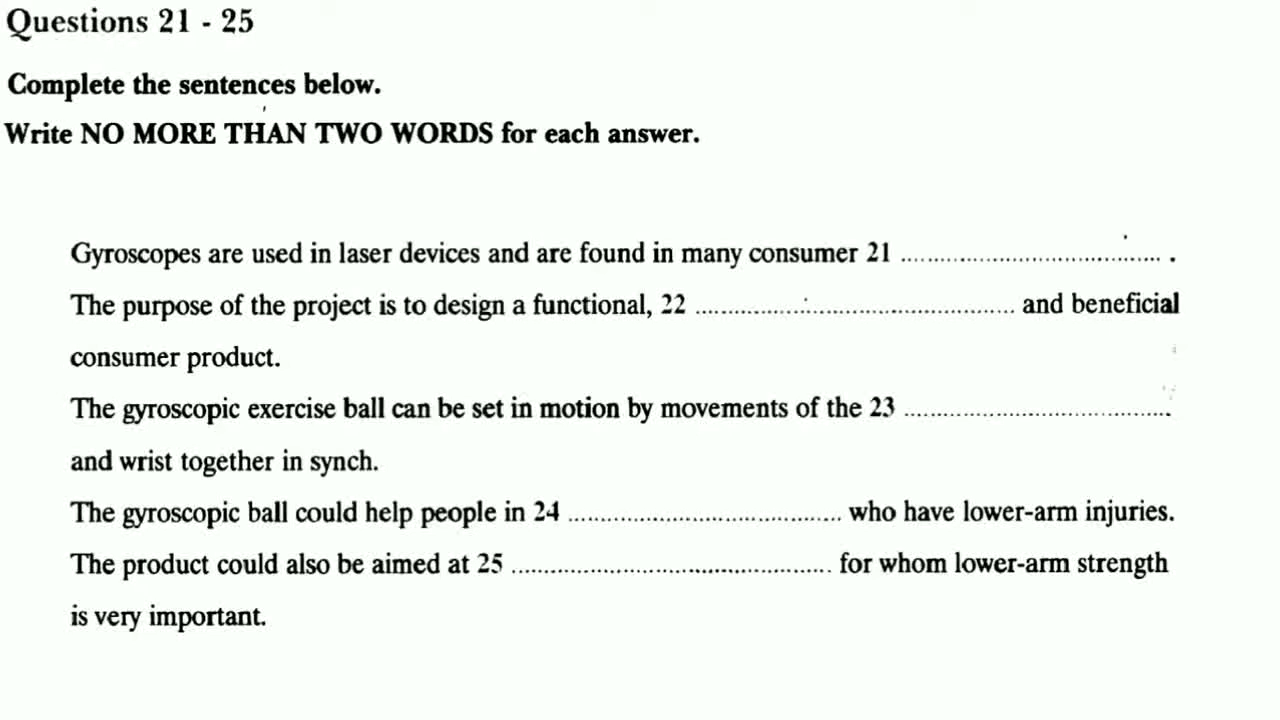 Questions 21 - 25
Complete the sentences below.
Write NO MORE THAN TWO WORDS for each answer.
Gyroscopes are used in laser devices and are found in many consumer 21 ........................................ .
The purpose of the project is to design a functional, 22 ................................................ and beneficial
consumer product.
The gyroscopic exercise ball can be set in motion by movements of the 23 ........................................
and wrist together in synch.
The gyroscopic ball could help people in 24 ......................................... who have lower-arm injuries.
The product could also be aimed at 25 ................................................ for whom lower-arm strength
is very important.